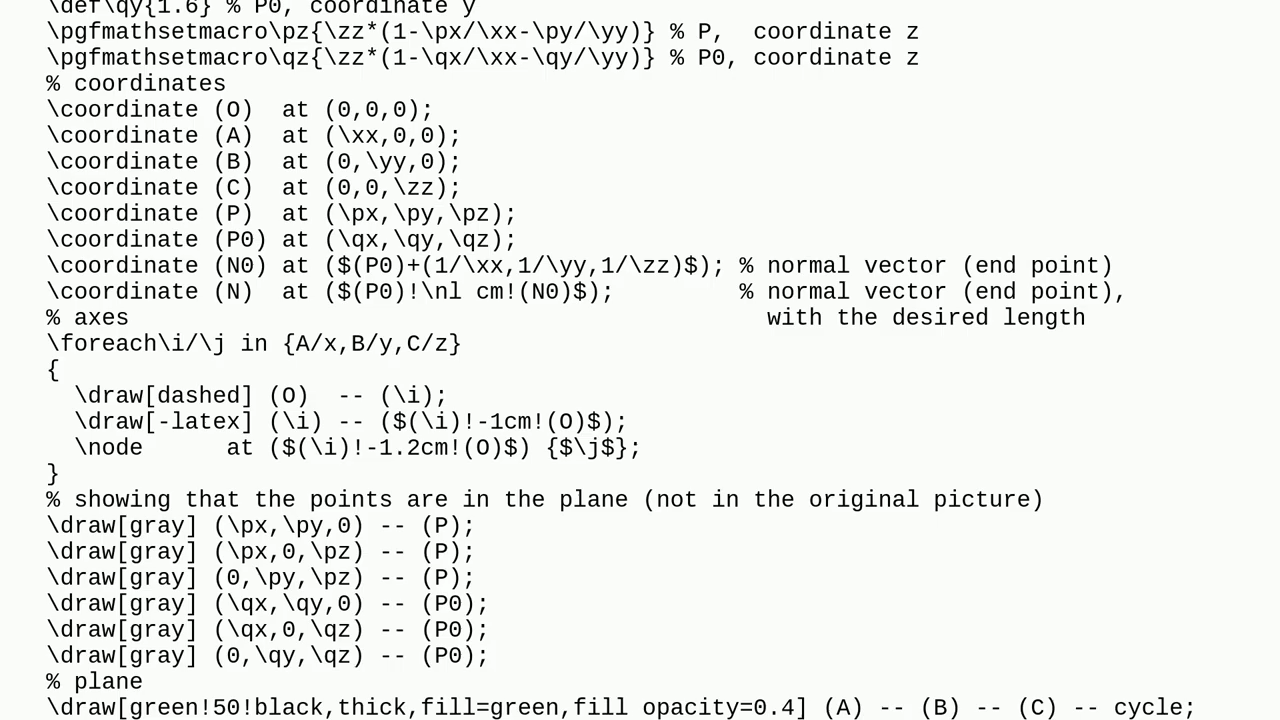 \def\qy{1.6} % P0, coordinate y
\pgfmathsetmacro\pz{\zz*(1-\px/\xx-\py/\yy)} % P,  coordinate z
\pgfmathsetmacro\qz{\zz*(1-\qx/\xx-\qy/\yy)} % P0, coordinate z
% coordinates
\coordinate (O)  at (0,0,0);
\coordinate (A)  at (\xx,0,0);
\coordinate (B)  at (0,\yy,0);
\coordinate (C)  at (0,0,\zz);
\coordinate (P)  at (\px,\py,\pz);
\coordinate (P0) at (\qx,\qy,\qz);
\coordinate (N0) at ($(P0)+(1/\xx,1/\yy,1/\zz)$); % normal vector (end point)
\coordinate (N)  at ($(P0)!\nl cm!(N0)$);         % normal vector (end point),
% axes                                              with the desired length
\foreach\i/\j in {A/x,B/y,C/z}
{
  \draw[dashed] (O)  -- (\i);
  \draw[-latex] (\i) -- ($(\i)!-1cm!(O)$);
  \node      at ($(\i)!-1.2cm!(O)$) {$\j$};
}
% showing that the points are in the plane (not in the original picture)
\draw[gray] (\px,\py,0) -- (P);
\draw[gray] (\px,0,\pz) -- (P);
\draw[gray] (0,\py,\pz) -- (P);
\draw[gray] (\qx,\qy,0) -- (P0);
\draw[gray] (\qx,0,\qz) -- (P0);
\draw[gray] (0,\qy,\qz) -- (P0);
% plane
\draw[green!50!black,thick,fill=green,fill opacity=0.4] (A) -- (B) -- (C) -- cycle;